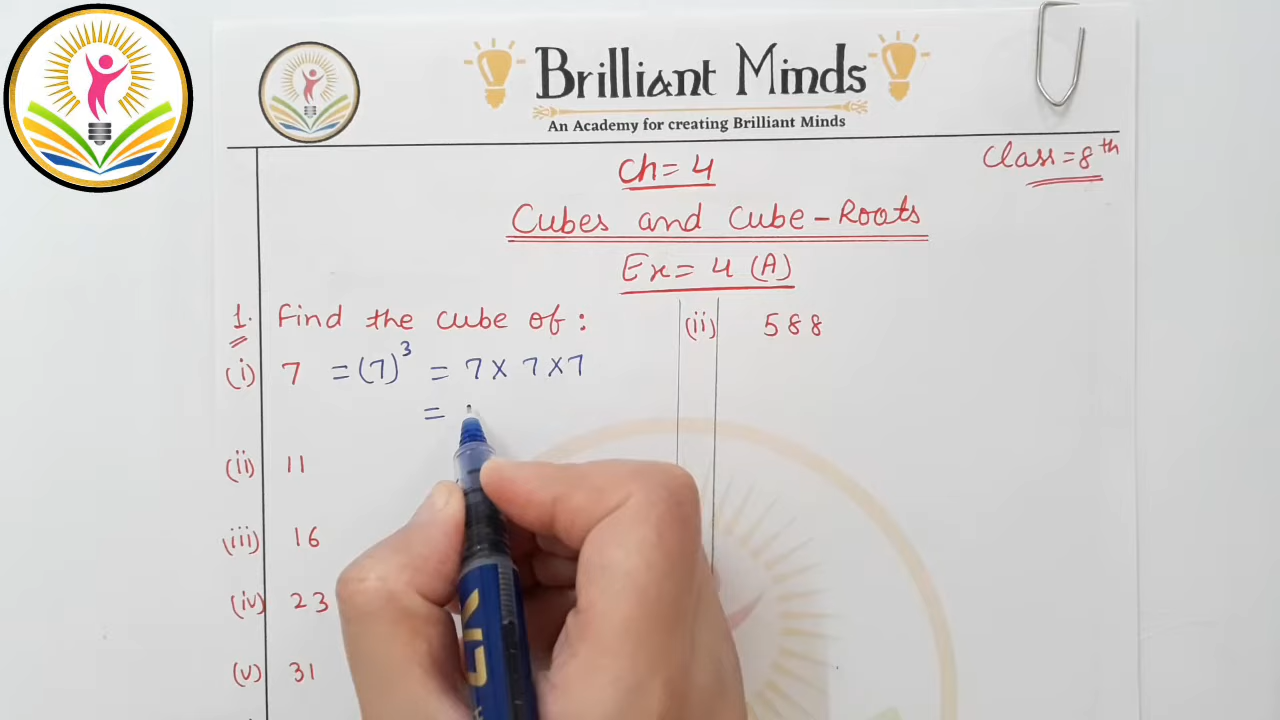 Brilliant Minds
An Academy for creating Brilliant Minds
Ch = 4
Class = 8th
Cubes and Cube-Roots
Ex = 4 (A)
1. Find the cube of :
(i) 7 = (7)³ = 7 × 7 × 7
=
(ii) 11
(iii) 16
(iv) 23
(v) 31
(ii) 588